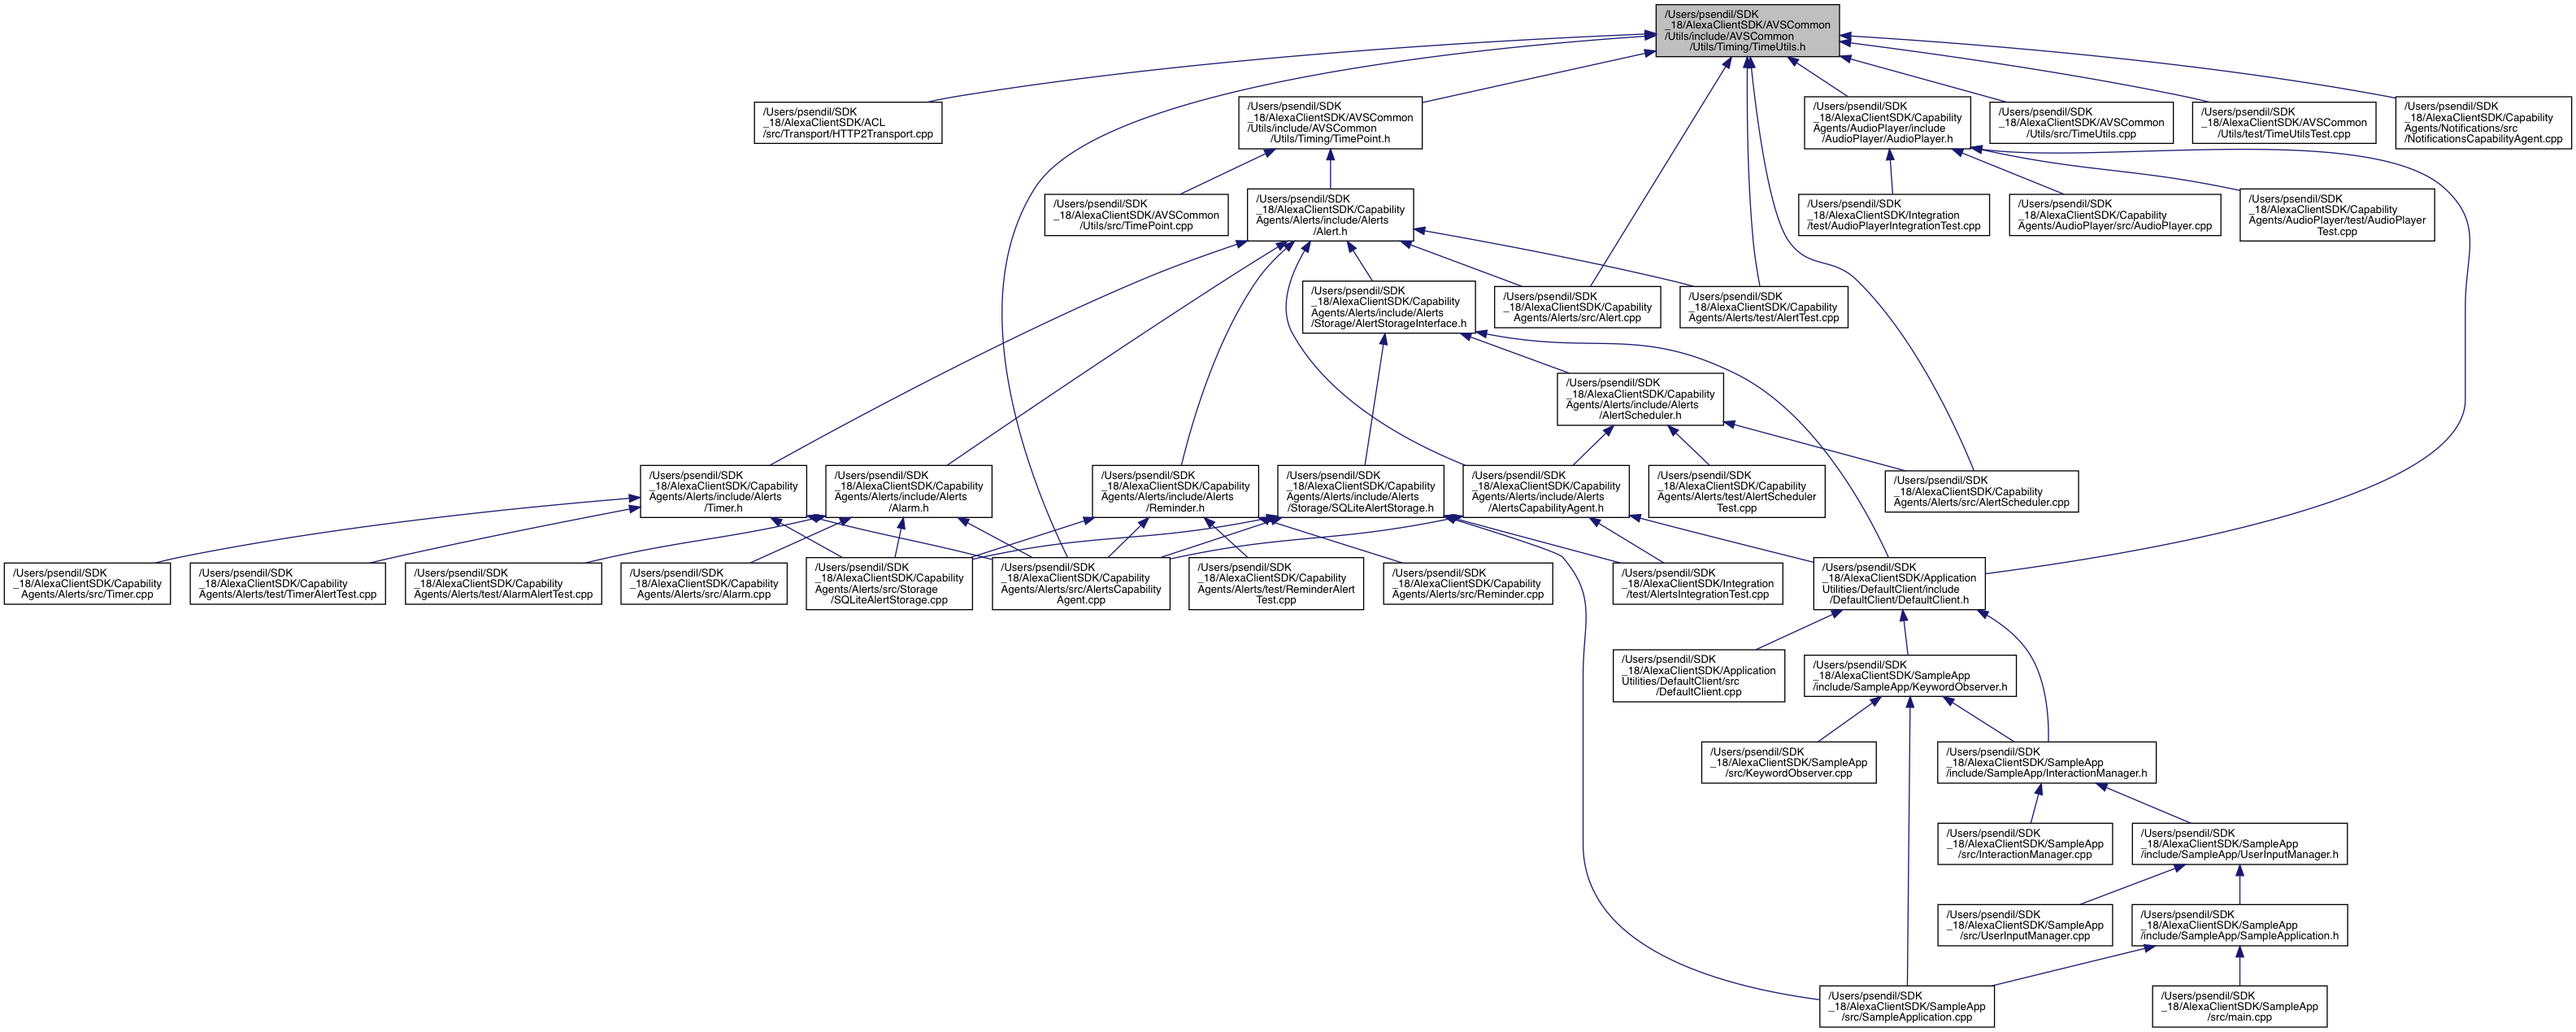 /Users/psendil/SDK
_18/AlexaClientSDK/AVSCommon
/Utils/include/AVSCommon
/Utils/Timing/TimeUtils.h
/Users/psendil/SDK
_18/AlexaClientSDK/ACL
/src/Transport/HTTP2Transport.cpp
/Users/psendil/SDK
_18/AlexaClientSDK/AVSCommon
/Utils/include/AVSCommon
/Utils/Timing/TimePoint.h
/Users/psendil/SDK
_18/AlexaClientSDK/Capability
Agents/AudioPlayer/include
/AudioPlayer/AudioPlayer.h
/Users/psendil/SDK
_18/AlexaClientSDK/AVSCommon
/Utils/src/TimeUtils.cpp
/Users/psendil/SDK
_18/AlexaClientSDK/AVSCommon
/Utils/test/TimeUtilsTest.cpp
/Users/psendil/SDK
_18/AlexaClientSDK/Capability
Agents/Notifications/src
/NotificationsCapabilityAgent.cpp
/Users/psendil/SDK
_18/AlexaClientSDK/AVSCommon
/Utils/src/TimePoint.cpp
/Users/psendil/SDK
_18/AlexaClientSDK/Capability
Agents/Alerts/include/Alerts
/Alert.h
/Users/psendil/SDK
_18/AlexaClientSDK/Integration
/test/AudioPlayerIntegrationTest.cpp
/Users/psendil/SDK
_18/AlexaClientSDK/Capability
Agents/AudioPlayer/src/AudioPlayer.cpp
/Users/psendil/SDK
_18/AlexaClientSDK/Capability
Agents/AudioPlayer/test/AudioPlayer
Test.cpp
/Users/psendil/SDK
_18/AlexaClientSDK/Capability
Agents/Alerts/include/Alerts
/Storage/AlertStorageInterface.h
/Users/psendil/SDK
_18/AlexaClientSDK/Capability
Agents/Alerts/src/Alert.cpp
/Users/psendil/SDK
_18/AlexaClientSDK/Capability
Agents/Alerts/test/AlertTest.cpp
/Users/psendil/SDK
_18/AlexaClientSDK/Capability
Agents/Alerts/include/Alerts
/AlertScheduler.h
/Users/psendil/SDK
_18/AlexaClientSDK/Capability
Agents/Alerts/include/Alerts
/Timer.h
/Users/psendil/SDK
_18/AlexaClientSDK/Capability
Agents/Alerts/include/Alerts
/Alarm.h
/Users/psendil/SDK
_18/AlexaClientSDK/Capability
Agents/Alerts/include/Alerts
/Reminder.h
/Users/psendil/SDK
_18/AlexaClientSDK/Capability
Agents/Alerts/include/Alerts
/Storage/SQLiteAlertStorage.h
/Users/psendil/SDK
_18/AlexaClientSDK/Capability
Agents/Alerts/include/Alerts
/AlertsCapabilityAgent.h
/Users/psendil/SDK
_18/AlexaClientSDK/Capability
Agents/Alerts/test/AlertScheduler
Test.cpp
/Users/psendil/SDK
_18/AlexaClientSDK/Capability
Agents/Alerts/src/AlertScheduler.cpp
/Users/psendil/SDK
_18/AlexaClientSDK/Capability
Agents/Alerts/src/Timer.cpp
/Users/psendil/SDK
_18/AlexaClientSDK/Capability
Agents/Alerts/test/TimerAlertTest.cpp
/Users/psendil/SDK
_18/AlexaClientSDK/Capability
Agents/Alerts/test/AlarmAlertTest.cpp
/Users/psendil/SDK
_18/AlexaClientSDK/Capability
Agents/Alerts/src/Alarm.cpp
/Users/psendil/SDK
_18/AlexaClientSDK/Capability
Agents/Alerts/src/Storage
/SQLiteAlertStorage.cpp
/Users/psendil/SDK
_18/AlexaClientSDK/Capability
Agents/Alerts/src/AlertsCapability
Agent.cpp
/Users/psendil/SDK
_18/AlexaClientSDK/Capability
Agents/Alerts/test/ReminderAlert
Test.cpp
/Users/psendil/SDK
_18/AlexaClientSDK/Capability
Agents/Alerts/src/Reminder.cpp
/Users/psendil/SDK
_18/AlexaClientSDK/Integration
/test/AlertsIntegrationTest.cpp
/Users/psendil/SDK
_18/AlexaClientSDK/Application
Utilities/DefaultClient/include
/DefaultClient/DefaultClient.h
/Users/psendil/SDK
_18/AlexaClientSDK/Application
Utilities/DefaultClient/src
/DefaultClient.cpp
/Users/psendil/SDK
_18/AlexaClientSDK/SampleApp
/include/SampleApp/KeywordObserver.h
/Users/psendil/SDK
_18/AlexaClientSDK/SampleApp
/src/KeywordObserver.cpp
/Users/psendil/SDK
_18/AlexaClientSDK/SampleApp
/include/SampleApp/InteractionManager.h
/Users/psendil/SDK
_18/AlexaClientSDK/SampleApp
/src/InteractionManager.cpp
/Users/psendil/SDK
_18/AlexaClientSDK/SampleApp
/include/SampleApp/UserInputManager.h
/Users/psendil/SDK
_18/AlexaClientSDK/SampleApp
/src/UserInputManager.cpp
/Users/psendil/SDK
_18/AlexaClientSDK/SampleApp
/include/SampleApp/SampleApplication.h
/Users/psendil/SDK
_18/AlexaClientSDK/SampleApp
/src/SampleApplication.cpp
/Users/psendil/SDK
_18/AlexaClientSDK/SampleApp
/src/main.cpp